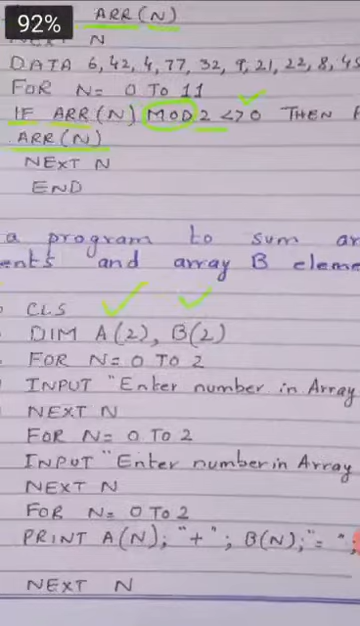 92%
ARR(N)
NEXT N
DATA 6, 42, 4, 77, 32, 9, 21, 22, 8, 45
FOR N= 0 TO 11
IF ARR(N) MOD 2 <> 0 THEN
ARR(N)
NEXT N
END
a program to sum
and array B
CLS
DIM A(2), B(2)
FOR N= 0 TO 2
INPUT "Enter number in Array
NEXT N
FOR N= 0 TO 2
INPUT "Enter number in Array
NEXT N
FOR N= 0 TO 2
PRINT A(N); "+"; B(N); "=";
NEXT N